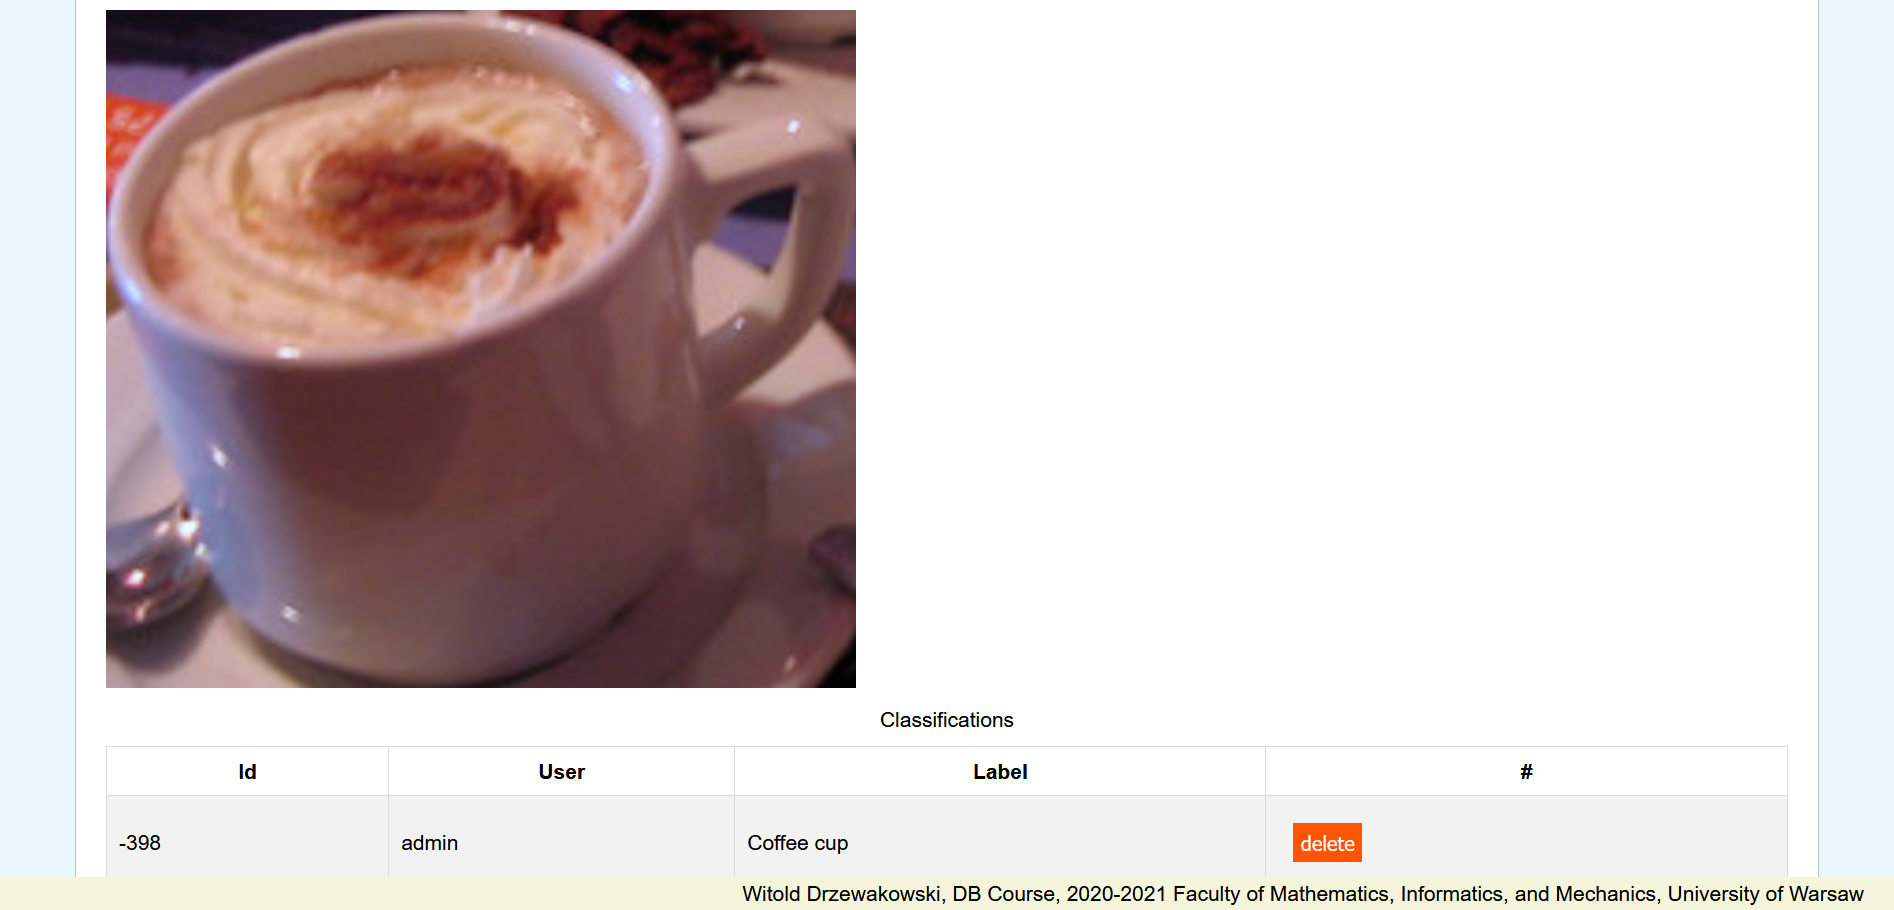 Classifications
Id User Label #
-398 admin Coffee cup delete
Witold Drzewakowski, DB Course, 2020-2021 Faculty of Mathematics, Informatics, and Mechanics, University of Warsaw